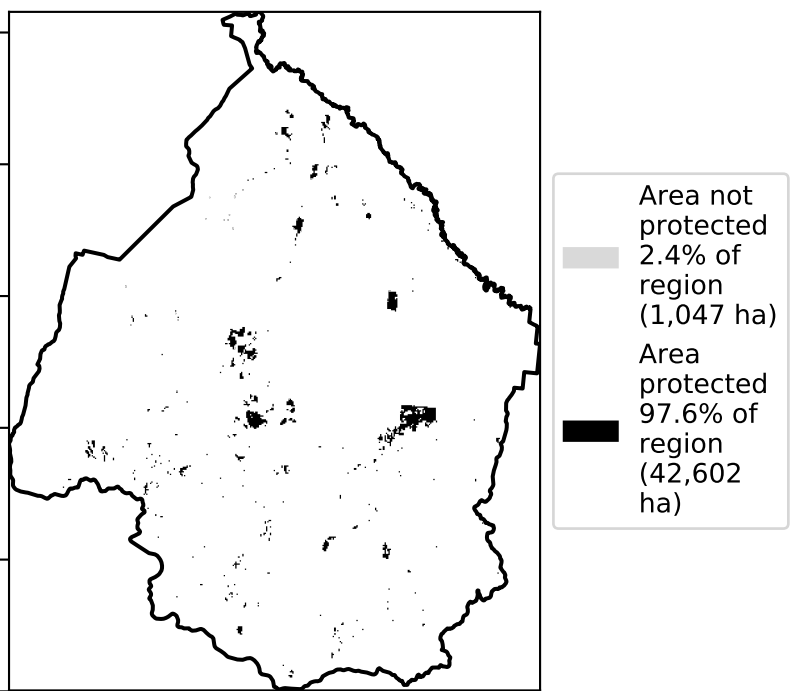 Area not
protected
2.4% of
region
(1,047 ha)
Area
protected
97.6% of
region
(42,602
ha)